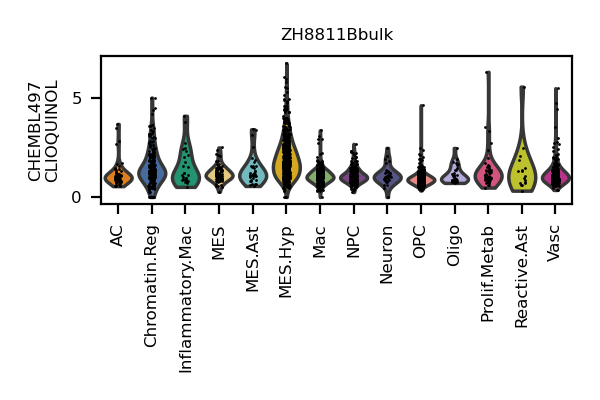 ZH8811Bbulk
CHEMBL497
CLIOQUINOL
5
0
AC
Chromatin.Reg
Inflammatory.Mac
MES
MES.Ast
MES.Hyp
Mac
NPC
Neuron
OPC
Oligo
Prolif.Metab
Reactive.Ast
Vasc